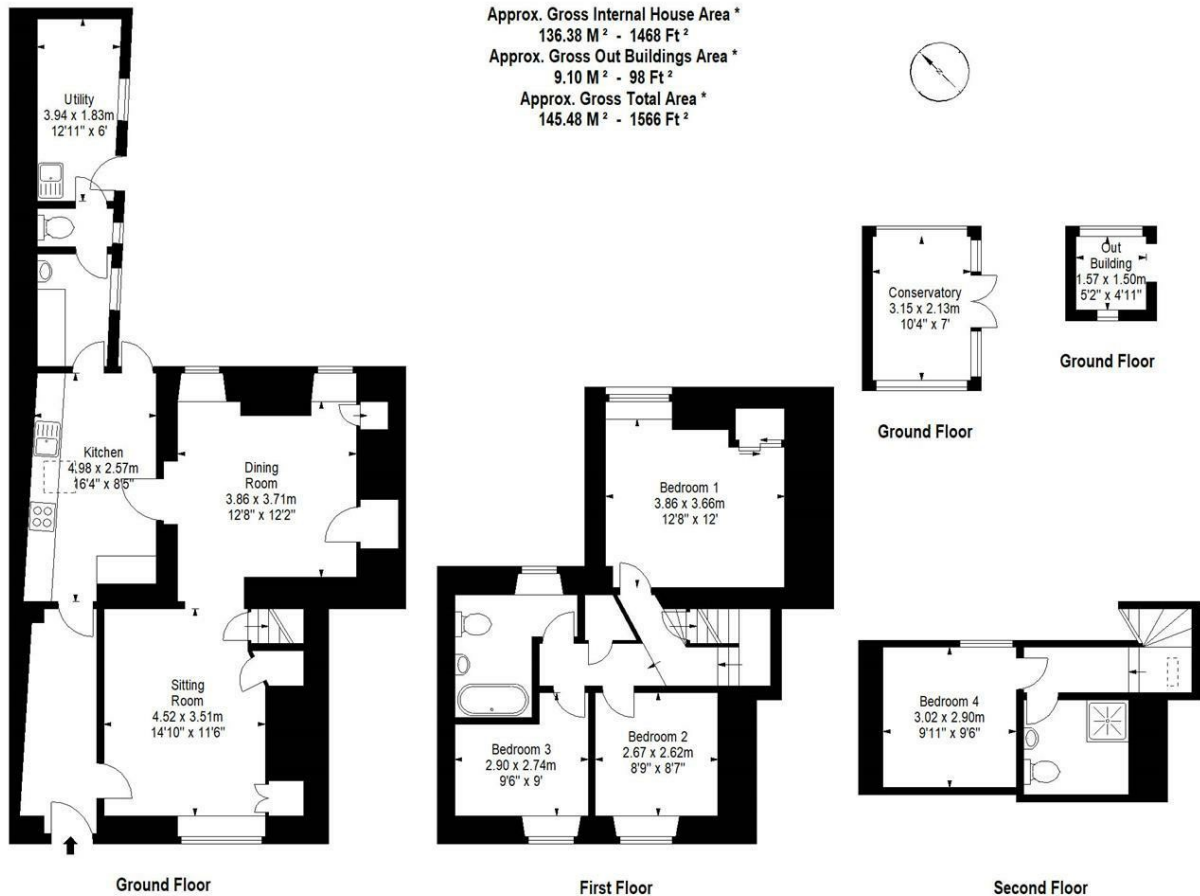 Approx. Gross Internal House Area *
136.38 M² - 1468 Ft²
Approx. Gross Out Buildings Area *
9.10 M² - 98 Ft²
Approx. Gross Total Area *
145.48 M² - 1566 Ft²
N
Utility
3.94 x 1.83m
12'11" x 6'
Kitchen
4.98 x 2.57m
16'4" x 8'5"
Dining
Room
3.86 x 3.71m
12'8" x 12'2"
Sitting
Room
4.52 x 3.51m
14'10" x 11'6"
Ground Floor
Bedroom 1
3.86 x 3.66m
12'8" x 12'
Bedroom 3
2.90 x 2.74m
9'6" x 9'
Bedroom 2
2.67 x 2.62m
8'9" x 8'7"
First Floor
Conservatory
3.15 x 2.13m
10'4" x 7'
Ground Floor
Out
Building
1.57 x 1.50m
5'2" x 4'11"
Ground Floor
Bedroom 4
3.02 x 2.90m
9'11" x 9'6"
Second Floor